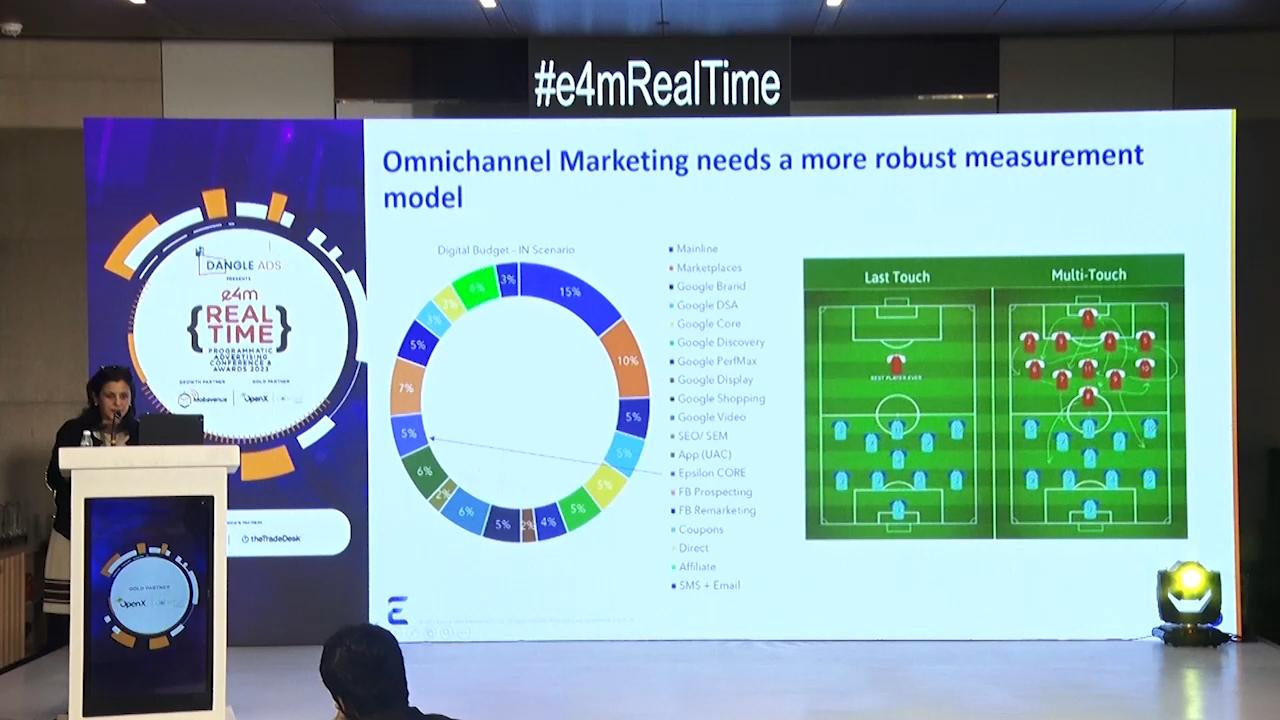 #e4mRealTime
Omnichannel Marketing needs a more robust measurement
model
DANGLE ADS
PRESENTS
e4m
{REAL
TIME}
PROGRAMMATIC
ADVERTISING
CONFERENCE &
AWARDS 2023
GROWTH PARTNER
GOLD PARTNER
Mobavenue
OpenX
theTradeDesk
GOLD PARTNER
OpenX
Digital Budget - IN Scenario
15%
10%
5%
5%
5%
5%
4%
2%
5%
6%
2%
6%
5%
7%
5%
3%
3%
6%
3%
Mainline
Marketplaces
Google Brand
Google DSA
Google Core
Google Discovery
Google PerfMax
Google Display
Google Shopping
Google Video
SEO/ SEM
App (UAC)
Epsilon CORE
FB Prospecting
FB Remarketing
Coupons
Direct
Affiliate
SMS + Email
Last Touch
BEST PLAYER EVER
Multi-Touch